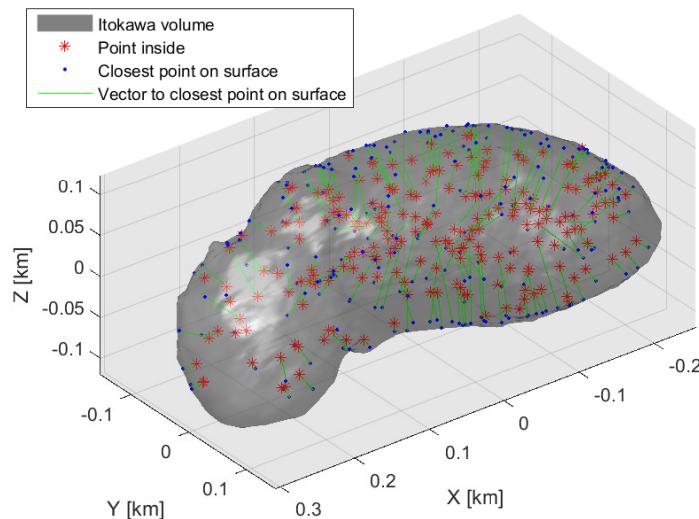 Itokawa volume
Point inside
Closest point on surface
Vector to closest point on surface
0.1
0.05
0
-0.05
-0.1
Z [km]
-0.1
0
0.1
Y [km]
0.3
0.2
0.1
0
-0.1
-0.2
X [km]